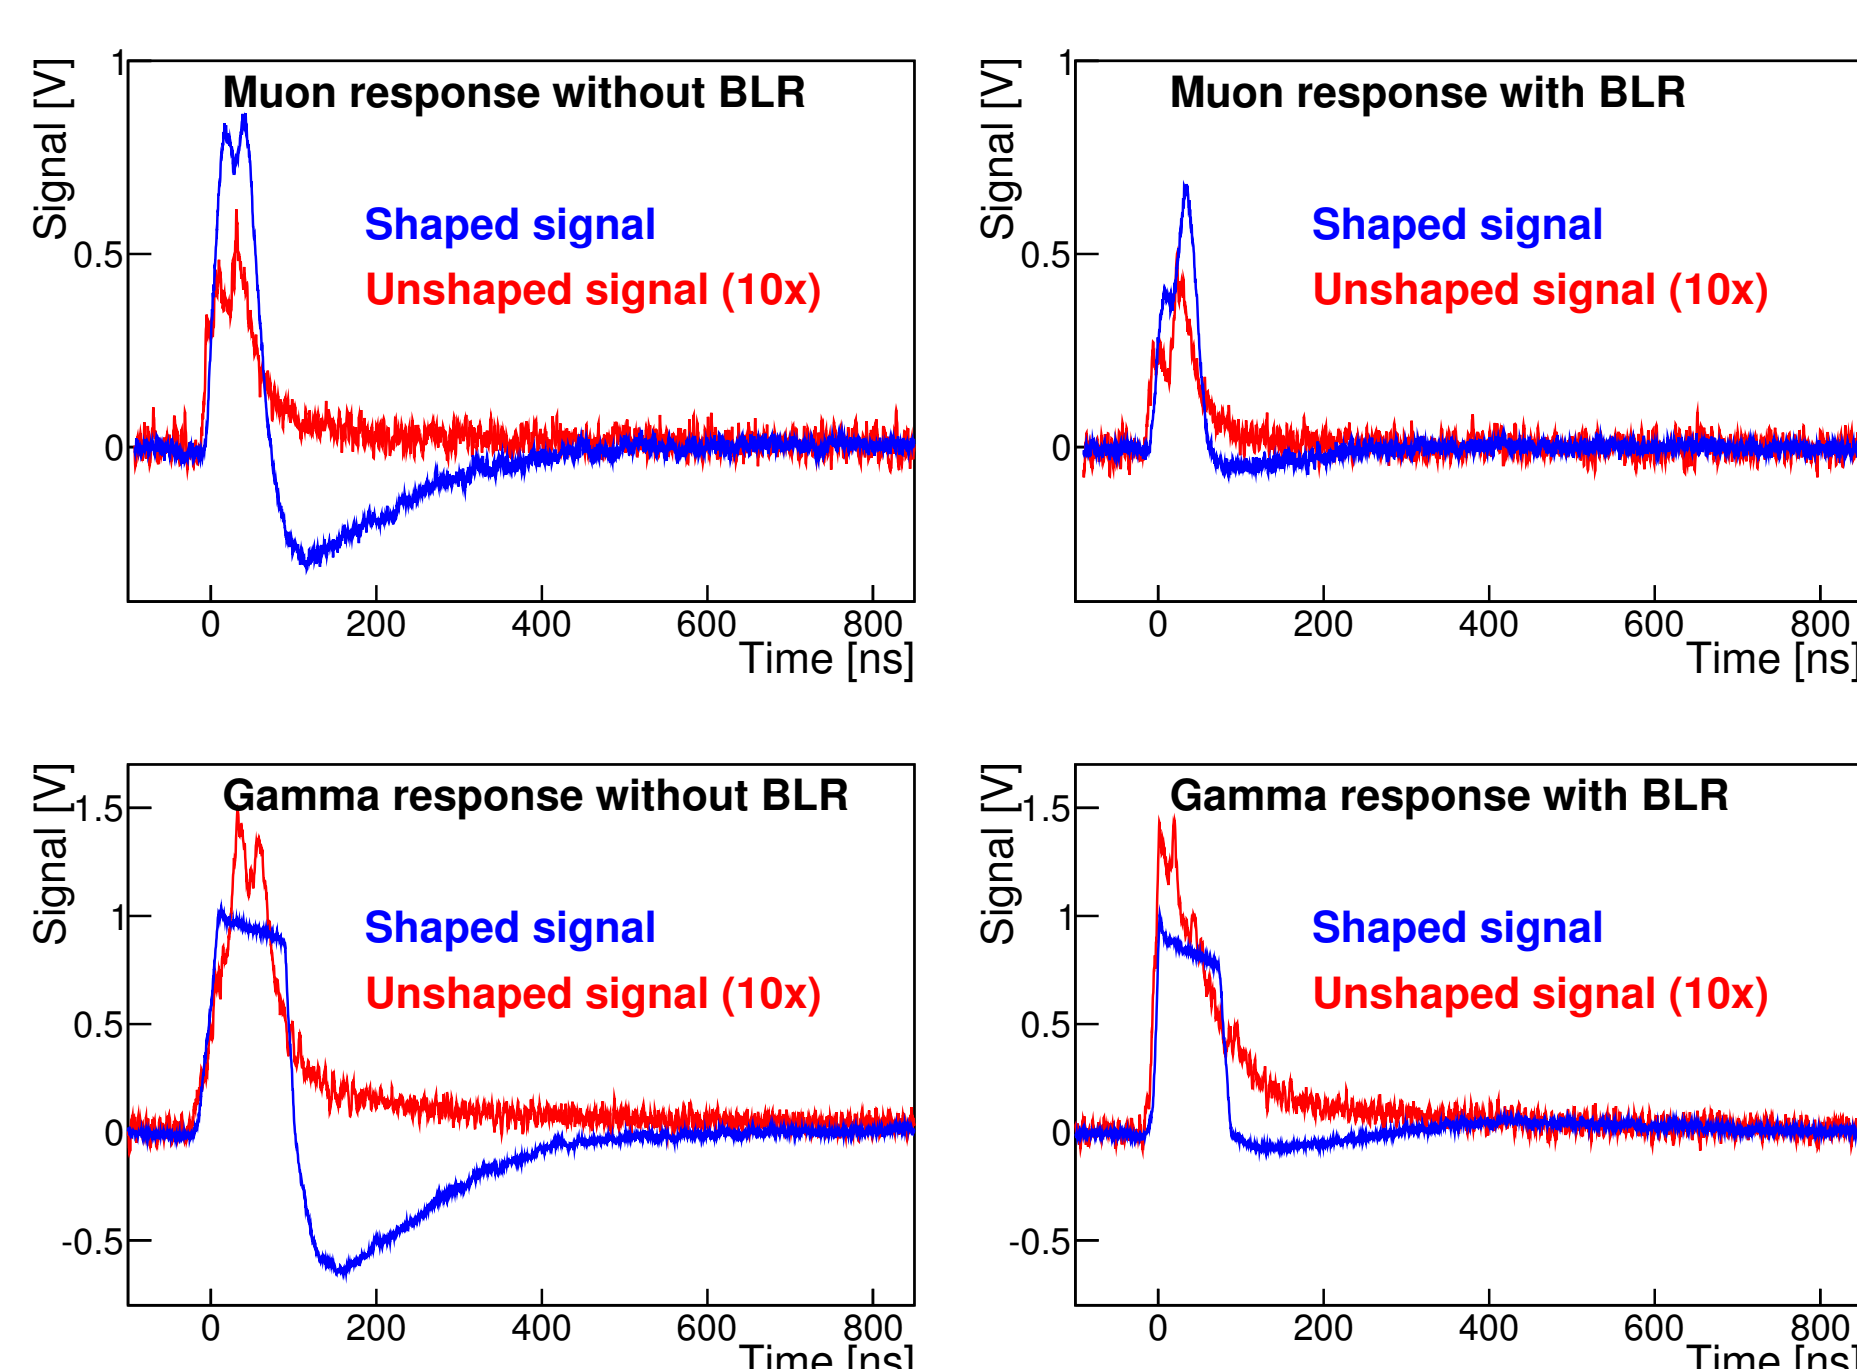 Muon response without BLR
Signal [V]
1
0.5
0
Shaped signal
Unshaped signal (10x)
0 200 400 600 800
Time [ns]
Muon response with BLR
Signal [V]
1
0.5
0
Shaped signal
Unshaped signal (10x)
0 200 400 600 800
Time [ns]
Gamma response without BLR
Signal [V]
1.5
1
0.5
0
-0.5
Shaped signal
Unshaped signal (10x)
0 200 400 600 800
Time [ns]
Gamma response with BLR
Signal [V]
1.5
1
0.5
0
-0.5
Shaped signal
Unshaped signal (10x)
0 200 400 600 800
Time [ns]